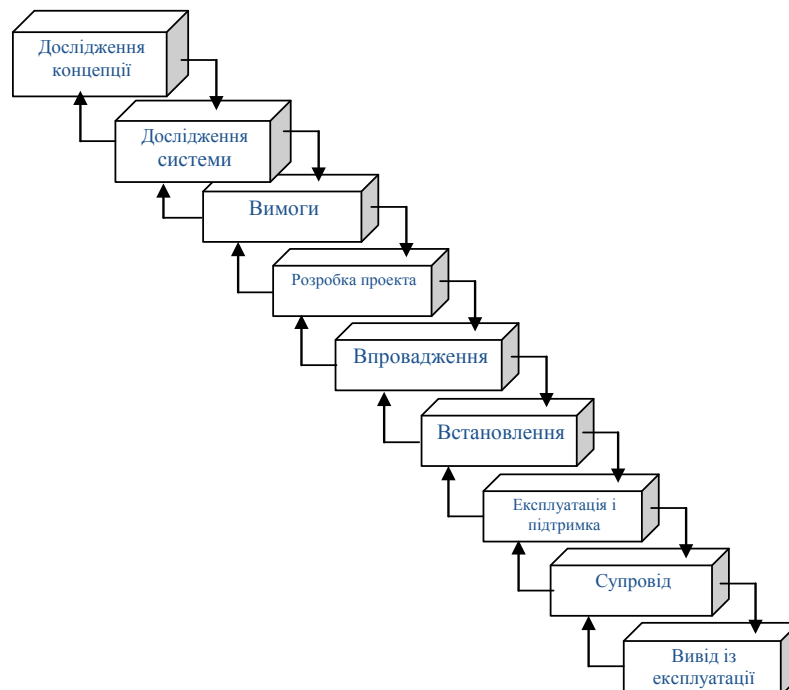 Дослідження
концепції
Дослідження
системи
Вимоги
Розробка проекта
Впровадження
Встановлення
Експлуатація і
підтримка
Супровід
Вивід із
експлуатації